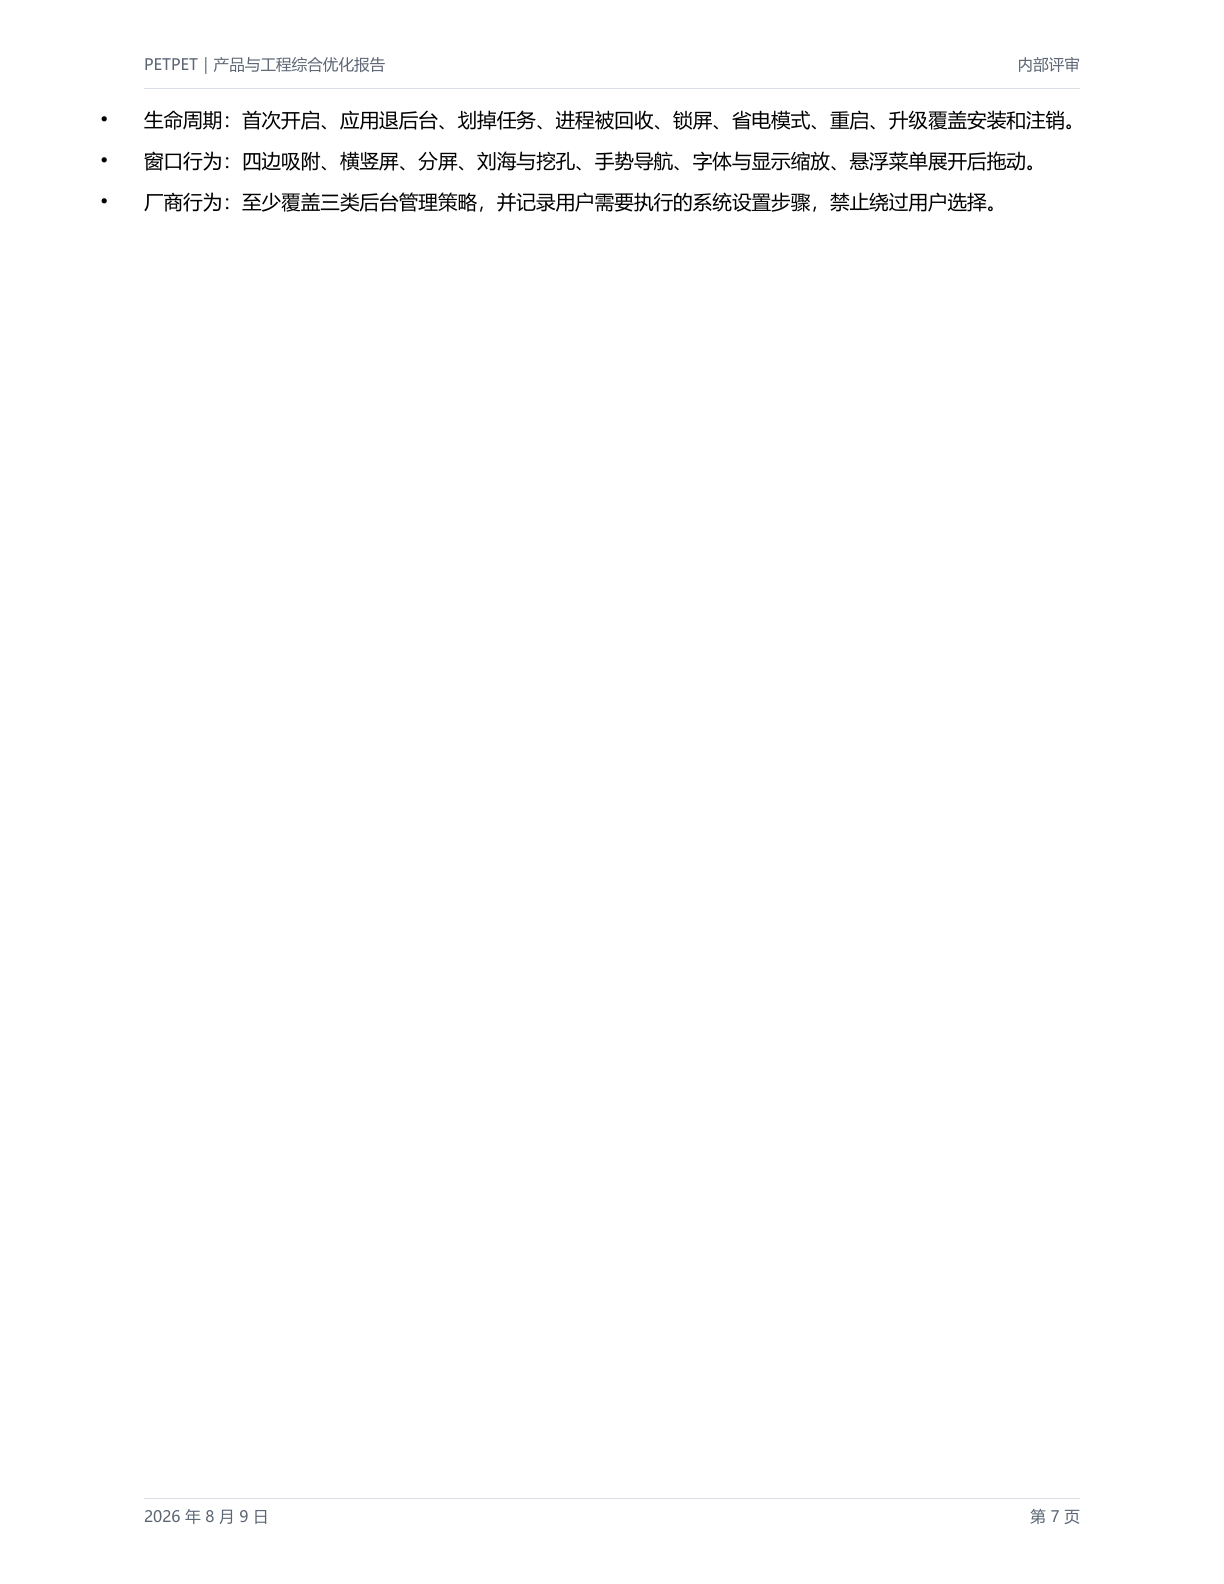 PETPET | 产品与工程综合优化报告 内部评审
• 生命周期：首次开启、应用退后台、划掉任务、进程被回收、锁屏、省电模式、重启、升级覆盖安装和注销。
• 窗口行为：四边吸附、横竖屏、分屏、刘海与挖孔、手势导航、字体与显示缩放、悬浮菜单展开后拖动。
• 厂商行为：至少覆盖三类后台管理策略，并记录用户需要执行的系统设置步骤，禁止绕过用户选择。
2026 年 8 月 9 日 第 7 页